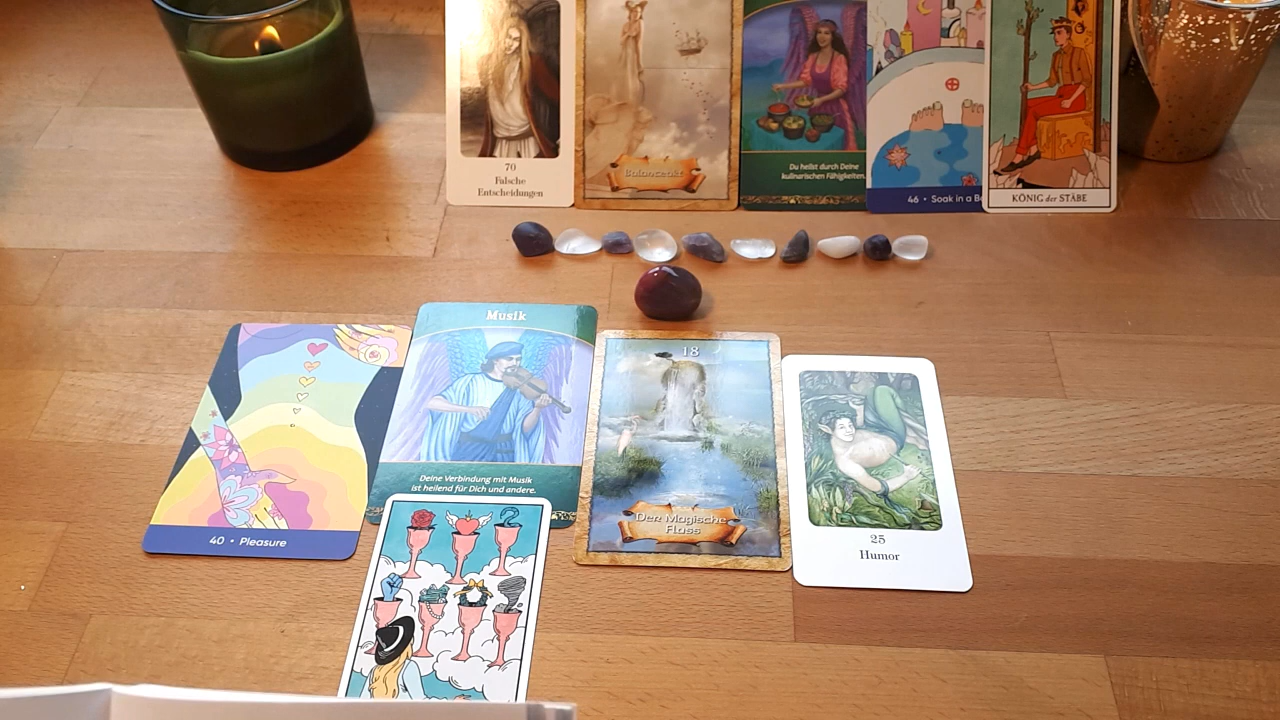 70
Falsche
Entscheidungen
Balanceakt
Du heilst durch Deine
kulinarischen Fähigkeiten.
46 • Soak in a B
KÖNIG der STÄBE
40 • Pleasure
Musik
Deine Verbindung mit Musik
ist heilend für Dich und andere.
18
Der Magische
Fluss
25
Humor